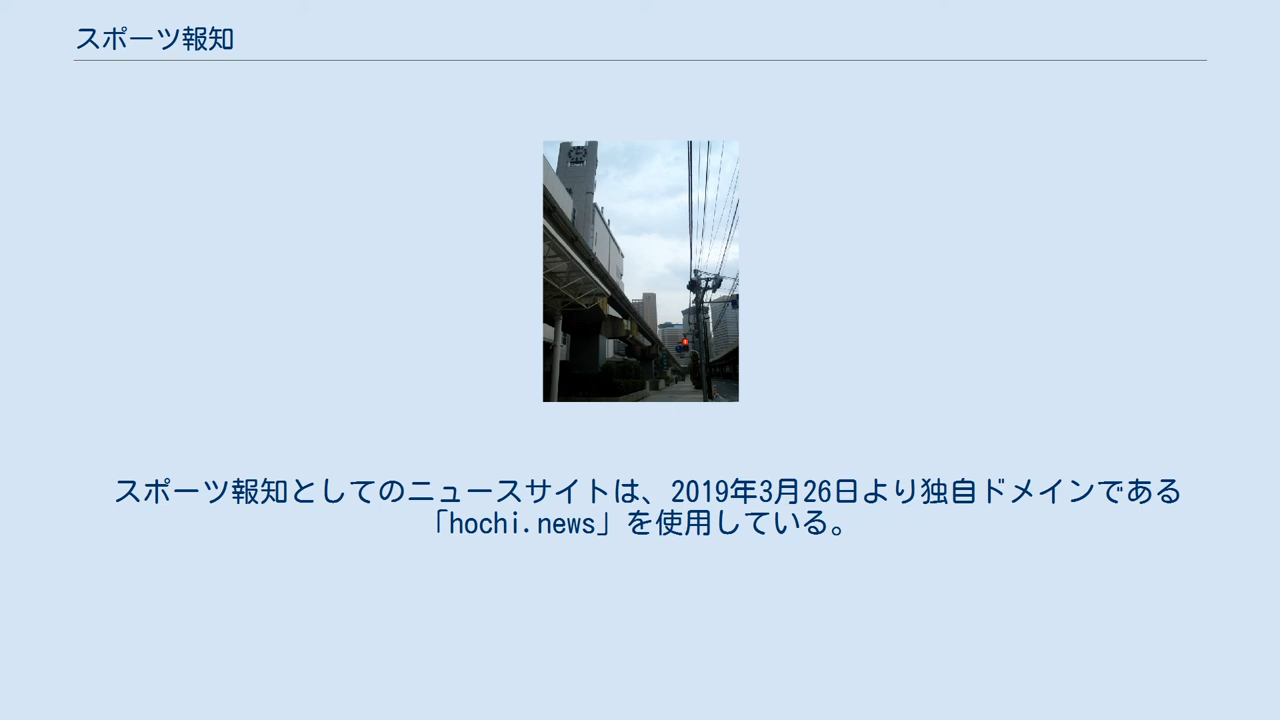 スポーツ報知
スポーツ報知としてのニュースサイトは、2019年3月26日より独自ドメインである
「hochi.news」を使用している。